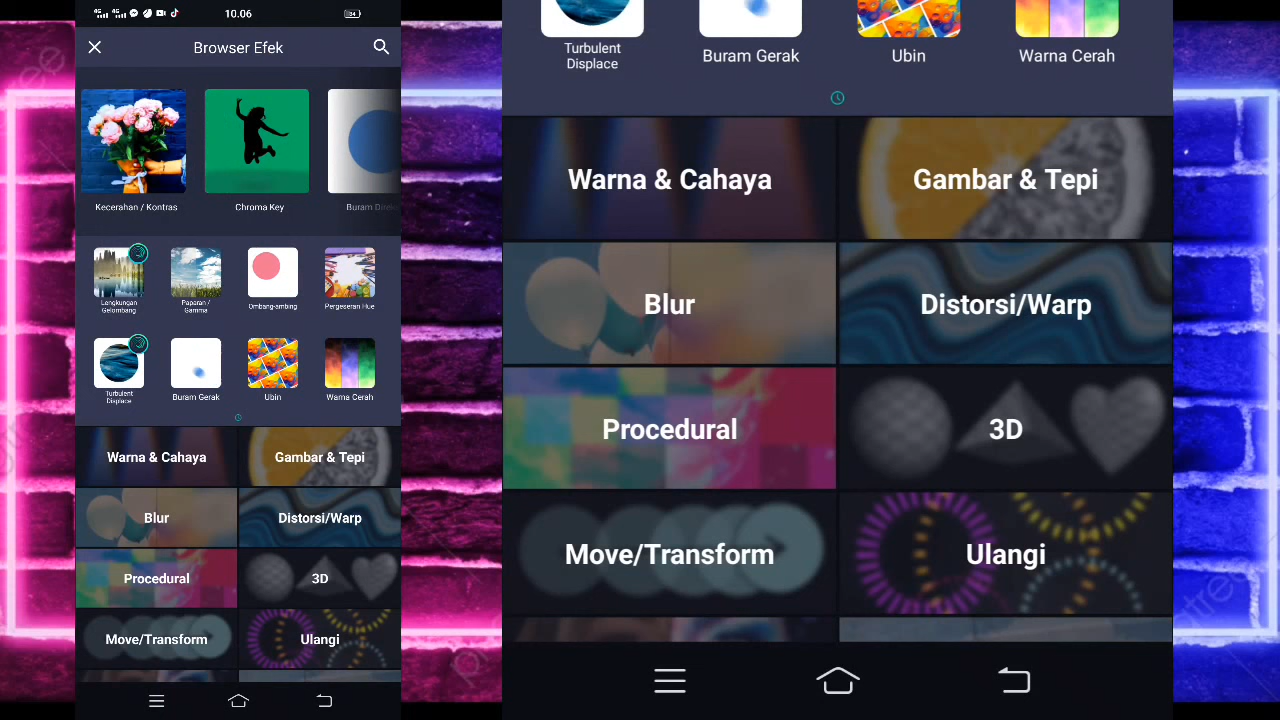 10.06
Browser Efek
Kecerahan / Kontras
Chroma Key
Lengkungan
Gelombang
Paparan /
Gamma
Ombang-ambing
Pergeseran Hue
Turbulent
Displace
Buram Gerak
Ubin
Warna Cerah
Warna & Cahaya
Gambar & Tepi
Blur
Distorsi/Warp
Procedural
3D
Move/Transform
Ulangi
Turbulent
Displace
Buram Gerak
Ubin
Warna Cerah
Warna & Cahaya
Gambar & Tepi
Blur
Distorsi/Warp
Procedural
3D
Move/Transform
Ulangi